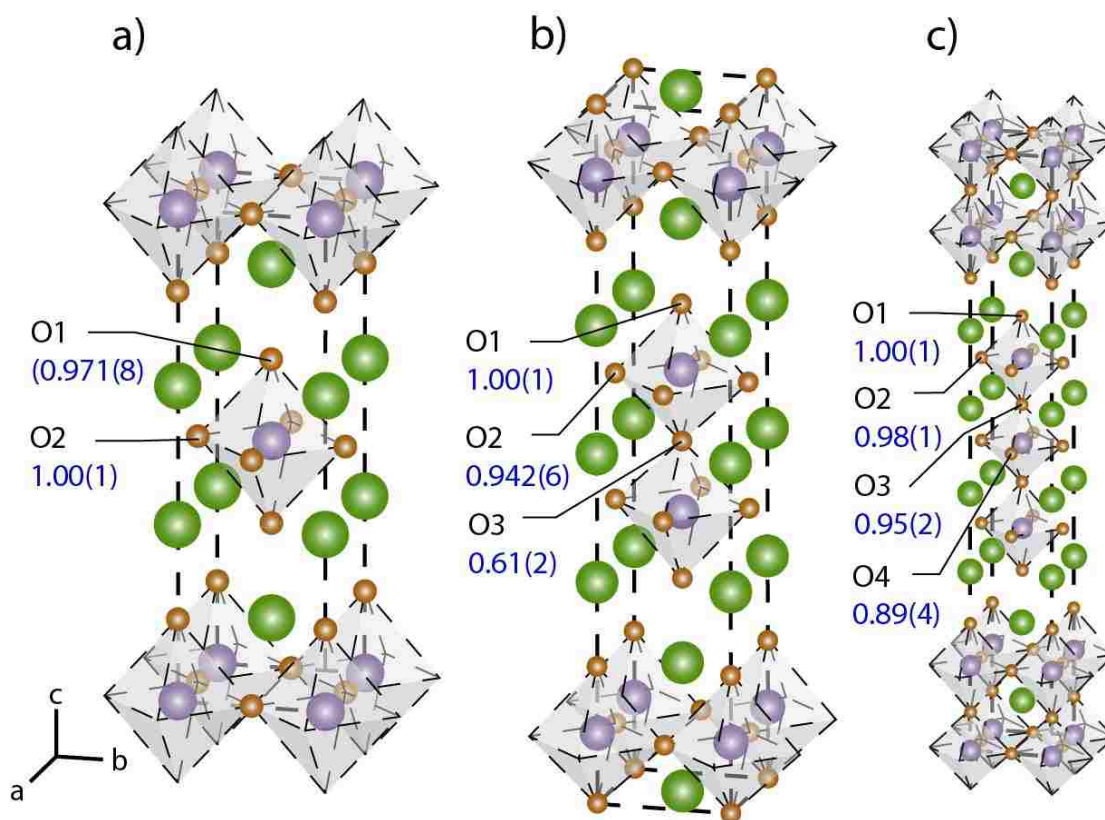 a)
O1
(0.971(8)
O2
1.00(1)
c
b
a
b)
O1
1.00(1)
O2
0.942(6)
O3
0.61(2)
c)
O1
1.00(1)
O2
0.98(1)
O3
0.95(2)
O4
0.89(4)